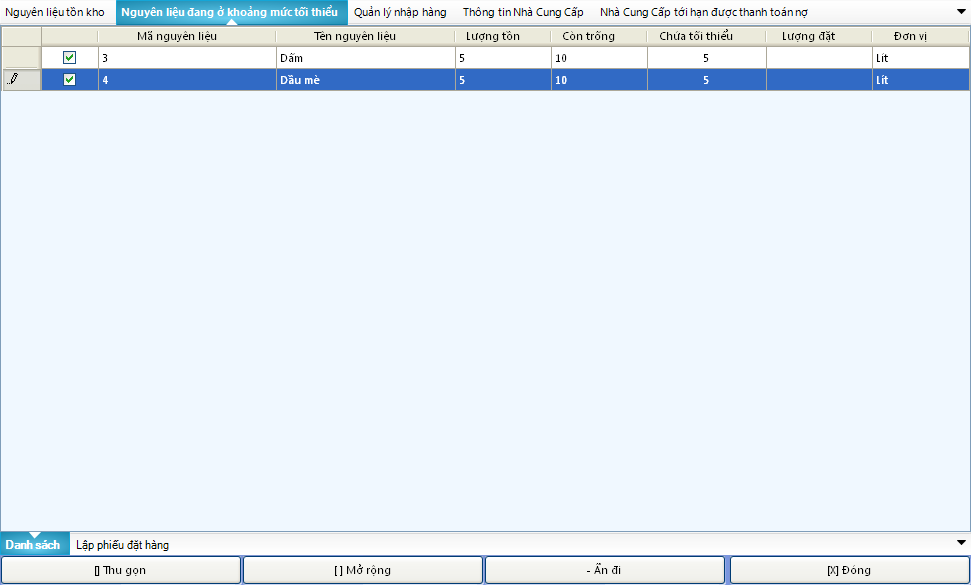 Nguyên liệu tồn kho Nguyên liệu đang ở khoảng mức tối thiểu Quản lý nhập hàng Thông tin Nhà Cung Cấp Nhà Cung Cấp tới hạn được thanh toán nợ
Mã nguyên liệu Tên nguyên liệu Lượng tồn Còn trống Chứa tối thiểu Lượng đặt Đơn vị
3 Dấm 5 10 5 Lít
4 Dầu mè 5 10 5 Lít
Danh sách Lập phiếu đặt hàng
[] Thu gọn [ ] Mở rộng - Ẩn đi [X] Đóng